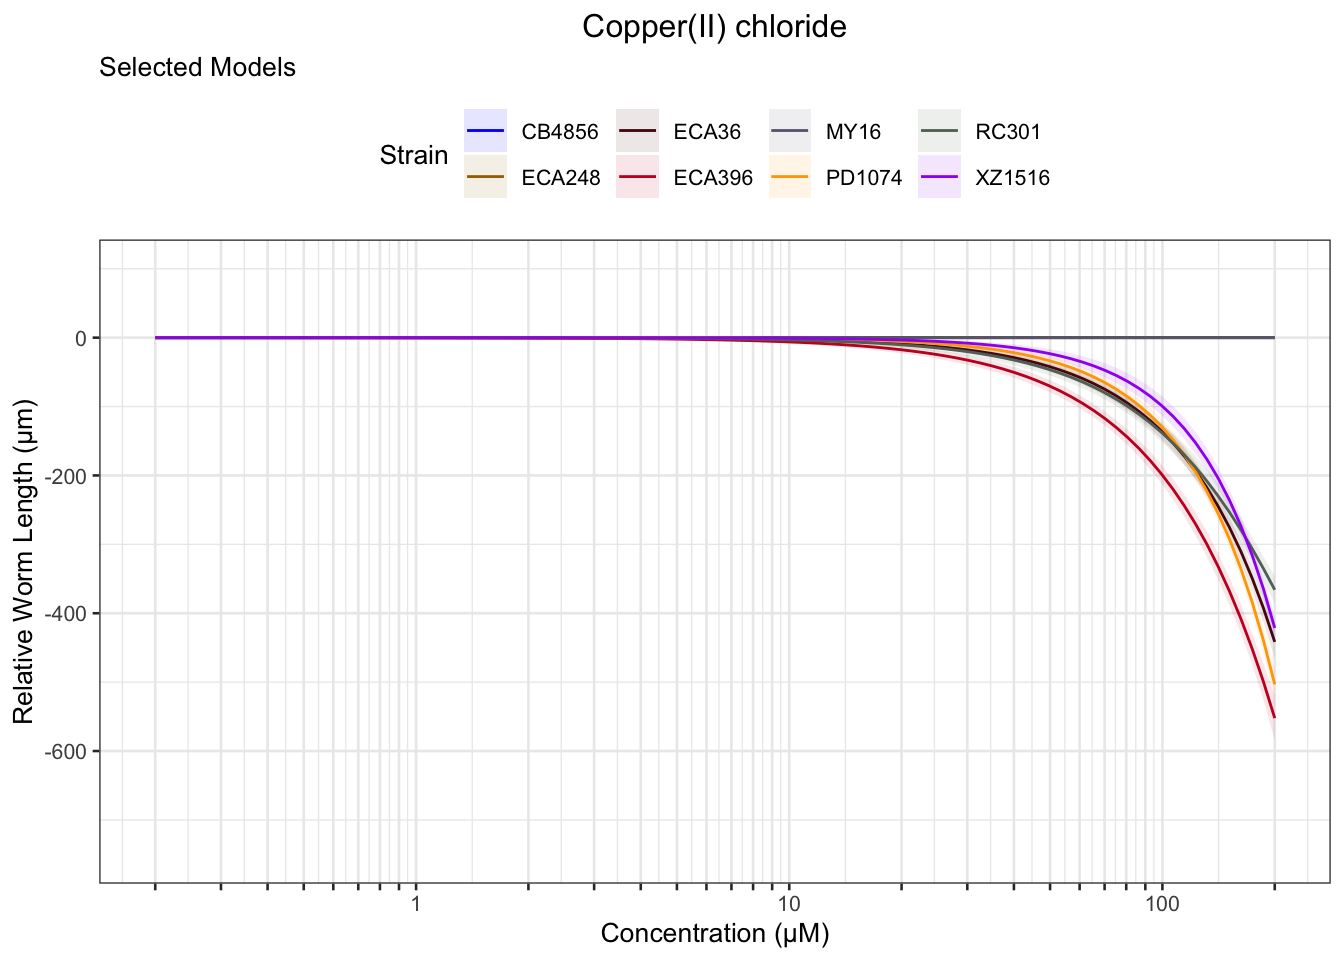 Copper(II) chloride
Selected Models
Strain
CB4856 ECA36 MY16 RC301
ECA248 ECA396 PD1074 XZ1516
Relative Worm Length (µm)
0
-200
-400
-600
1 10 100
Concentration (µM)